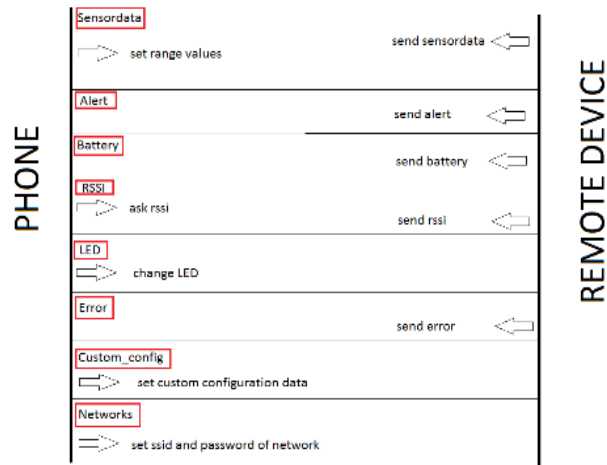 PHONE
Sensordata
send sensordata
set range values
Alert
send alert
Battery
send battery
RSSI
ask rssi
send rssi
LED
change LED
Error
send error
Custom_config
set custom configuration data
Networks
set ssid and password of network
REMOTE DEVICE